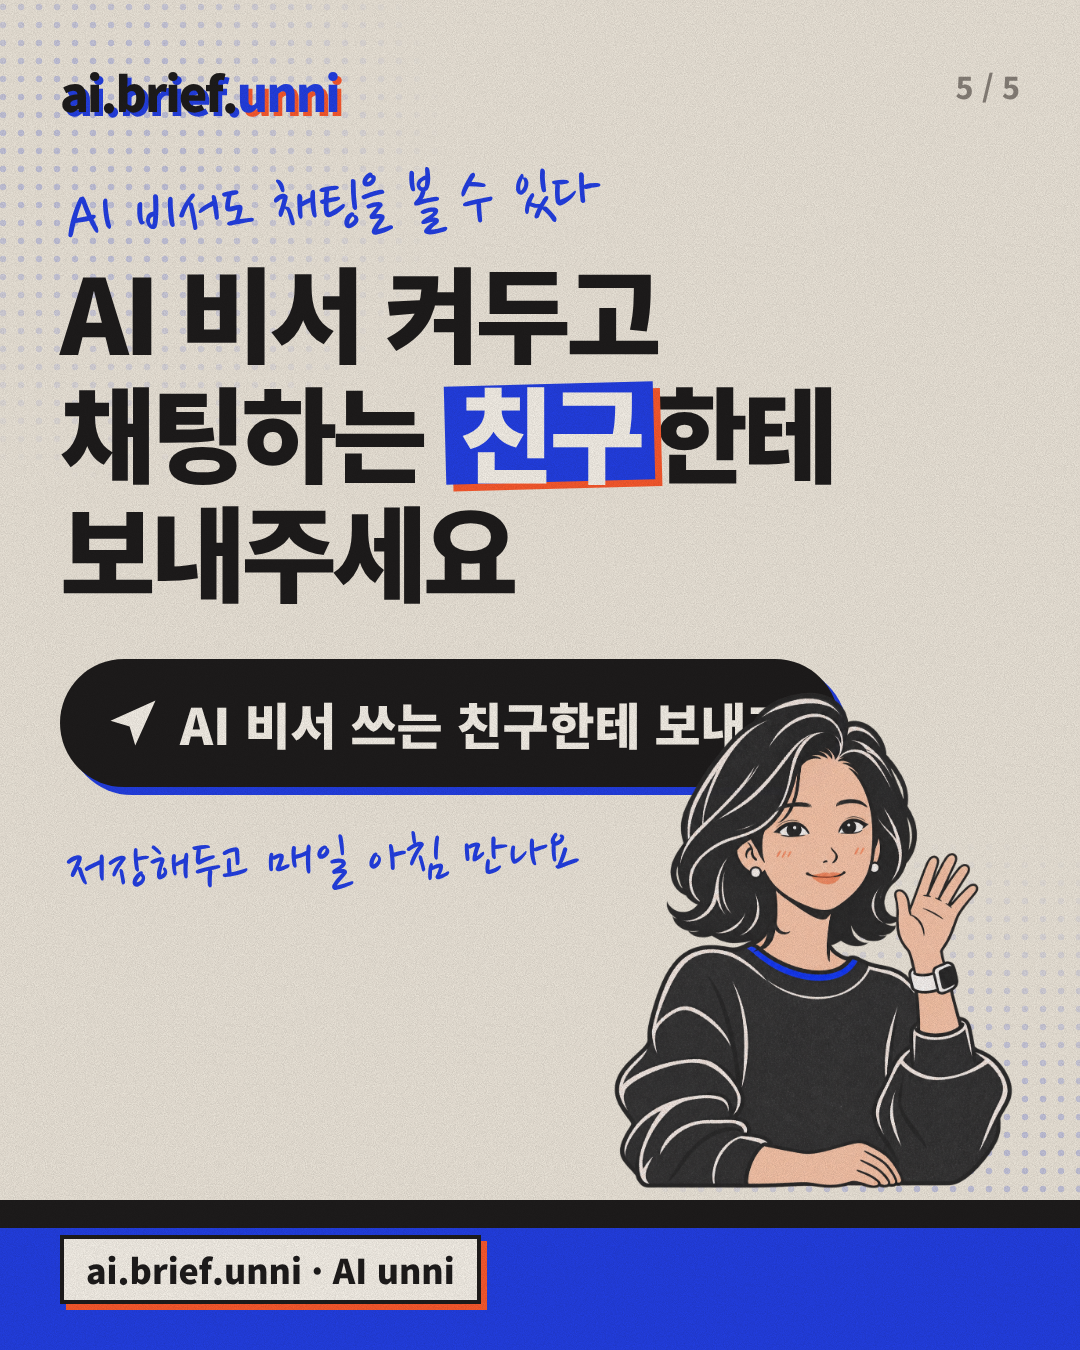 ai.brief.unni
5 / 5
AI 비서도 채팅을 볼 수 있다
AI 비서 켜두고
채팅하는 친구한테
보내주세요
AI 비서 쓰는 친구한테
저장해두고 매일 아침 만나요
ai.brief.unni · AI unni